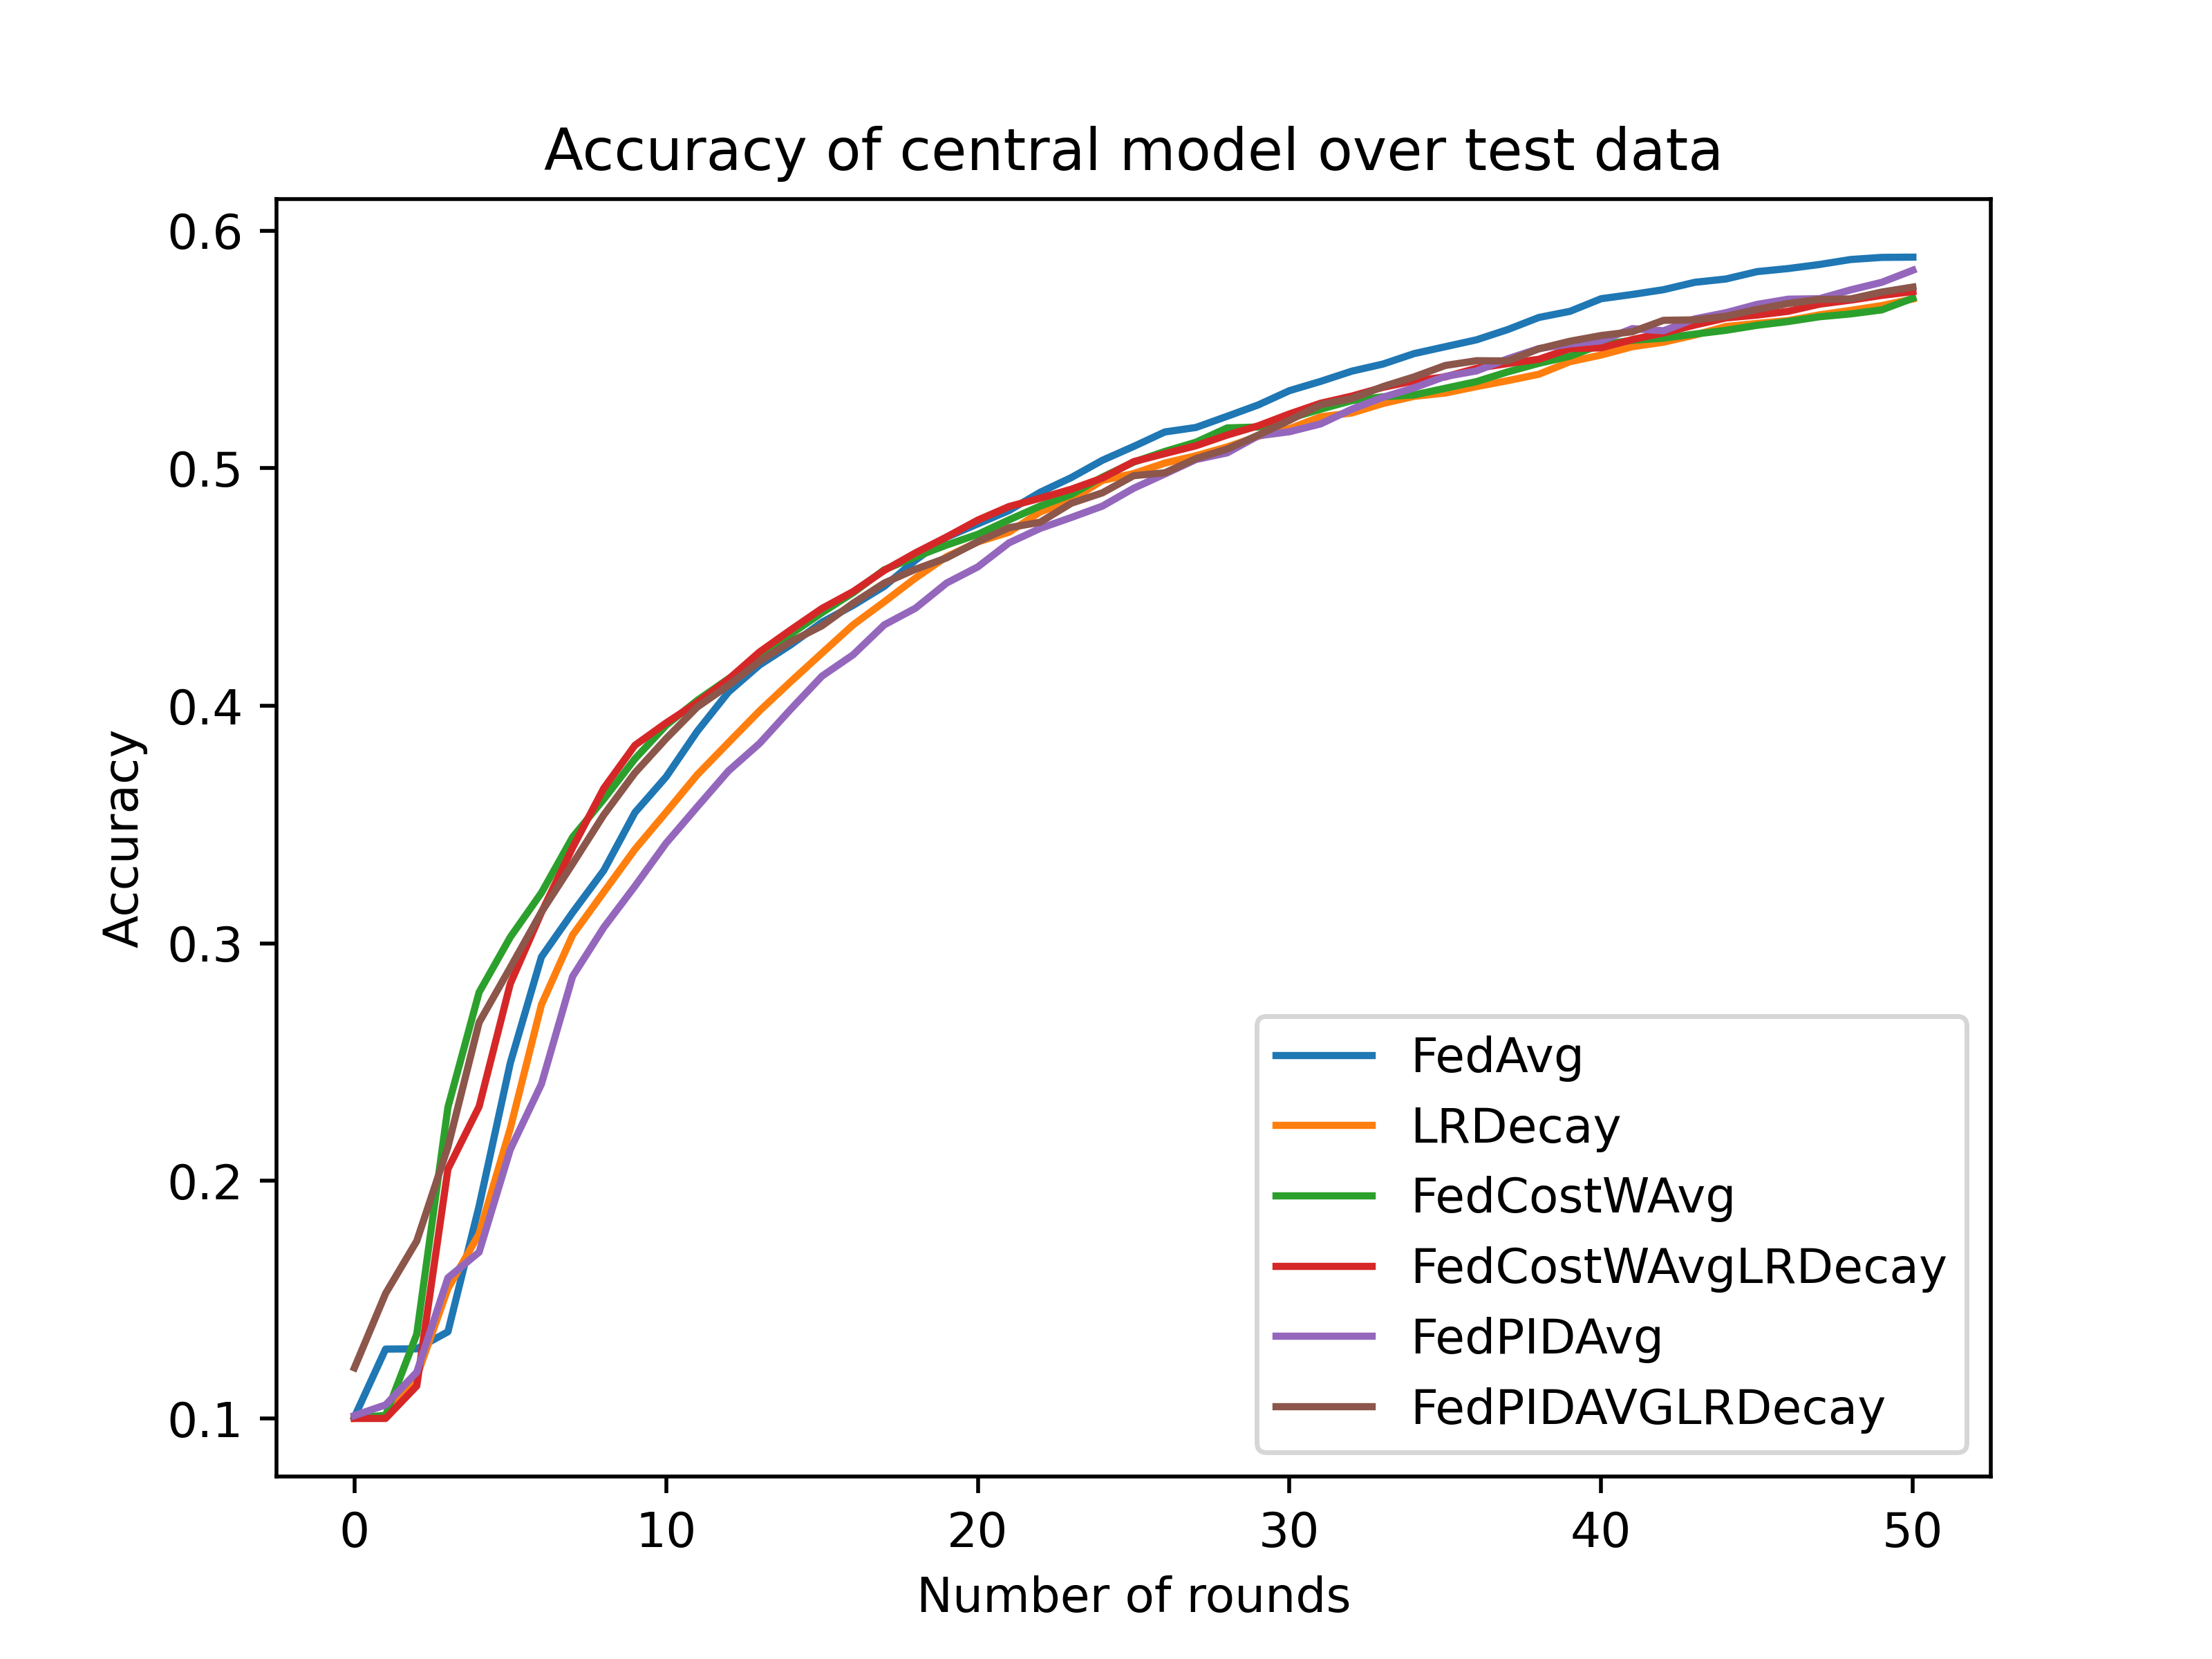 Accuracy of central model over test data
0.6
0.5
0.4
0.3
0.2
0.1
Accuracy
FedAvg
LRDecay
FedCostWAvg
FedCostWAvgLRDecay
FedPIDAvg
FedPIDAVGLRDecay
0 10 20 30 40 50
Number of rounds